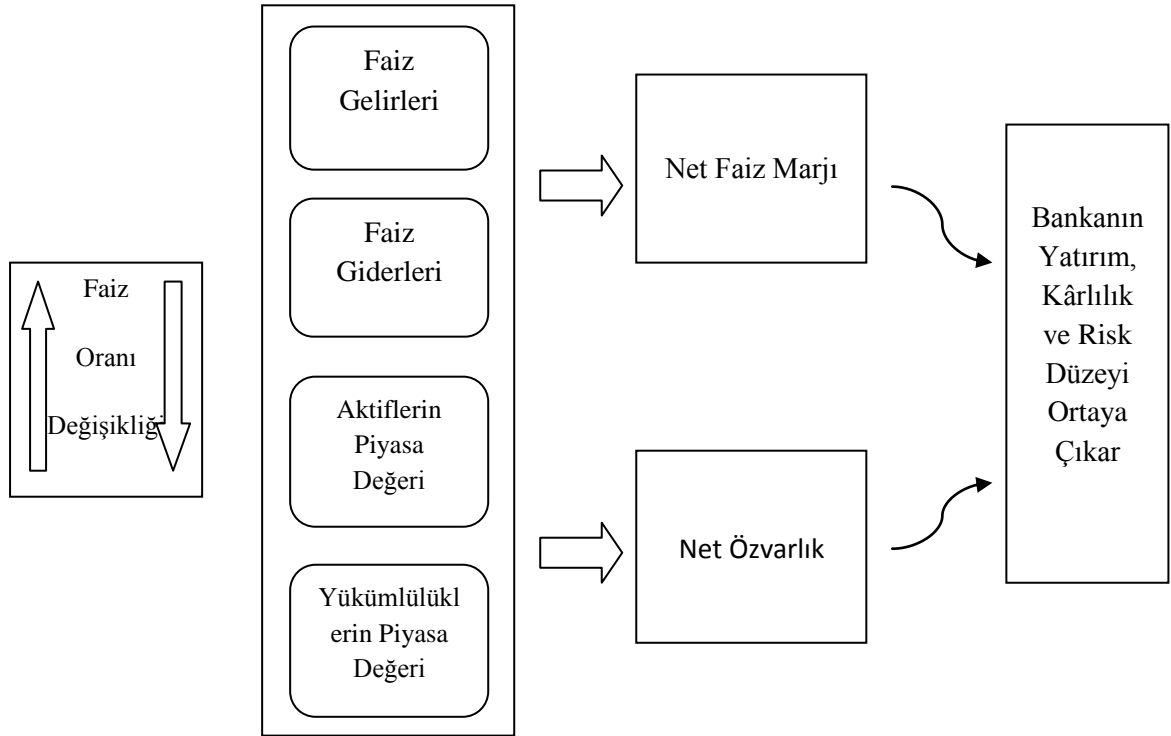 Faiz
Oranı
Değişikliği
Faiz
Gelirleri
Faiz
Giderleri
Aktiflerin
Piyasa
Değeri
Yükümlülükl
erin Piyasa
Değeri
Net Faiz Marjı
Net Özvarlık
Bankanın
Yatırım,
Kârlılık
ve Risk
Düzeyi
Ortaya
Çıkar